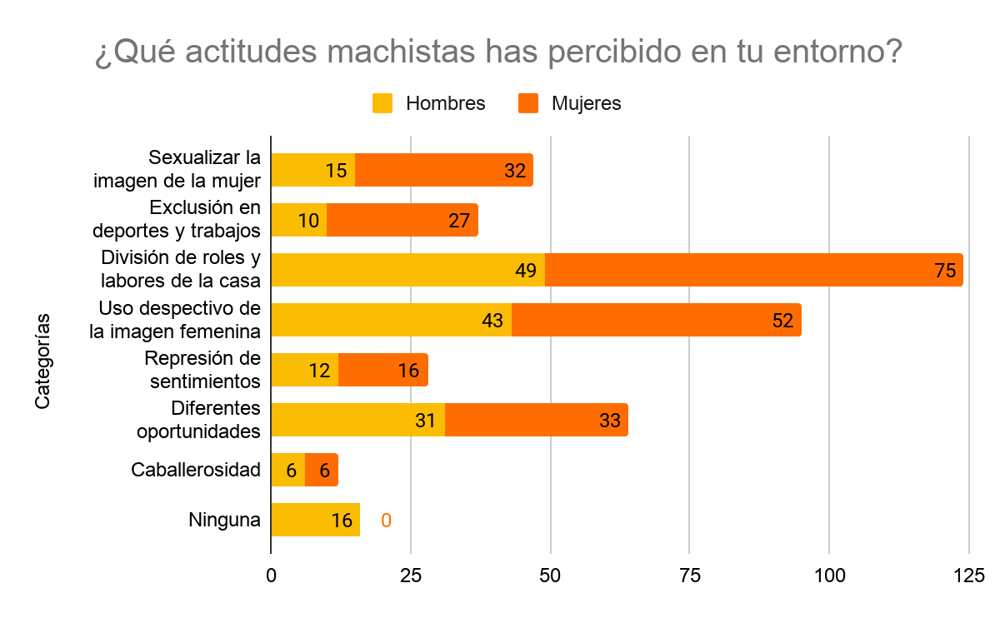 ¿Qué actitudes machistas has percibido en tu entorno?
Hombres
Mujeres
Categorías
Sexualizar la
imagen de la mujer
15
32
Exclusión en
deportes y trabajos
10
27
División de roles y
labores de la casa
49
75
Uso despectivo de
la imagen femenina
43
52
Represión de
sentimientos
12
16
Diferentes
oportunidades
31
33
Caballerosidad
6
6
Ninguna
16
0
0
25
50
75
100
125